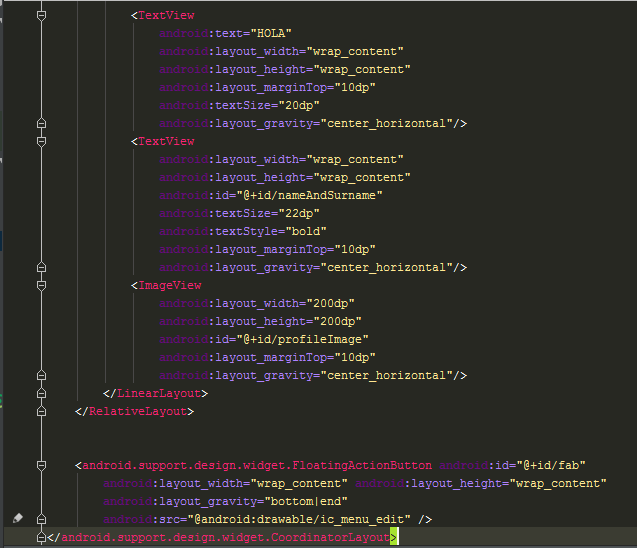 <TextView
android:text="HOLA"
android:layout_width="wrap_content"
android:layout_height="wrap_content"
android:layout_marginTop="10dp"
android:textSize="20dp"
android:layout_gravity="center_horizontal"/>
<TextView
android:layout_width="wrap_content"
android:layout_height="wrap_content"
android:id="@+id/nameAndSurname"
android:textSize="22dp"
android:textStyle="bold"
android:layout_marginTop="10dp"
android:layout_gravity="center_horizontal"/>
<ImageView
android:layout_width="200dp"
android:layout_height="200dp"
android:id="@+id/profileImage"
android:layout_marginTop="10dp"
android:layout_gravity="center_horizontal"/>
</LinearLayout>
</RelativeLayout>
<android.support.design.widget.FloatingActionButton android:id="@+id/fab"
android:layout_width="wrap_content" android:layout_height="wrap_content"
android:layout_gravity="bottom|end"
android:src="@android:drawable/ic_menu_edit" />
</android.support.design.widget.CoordinatorLayout>